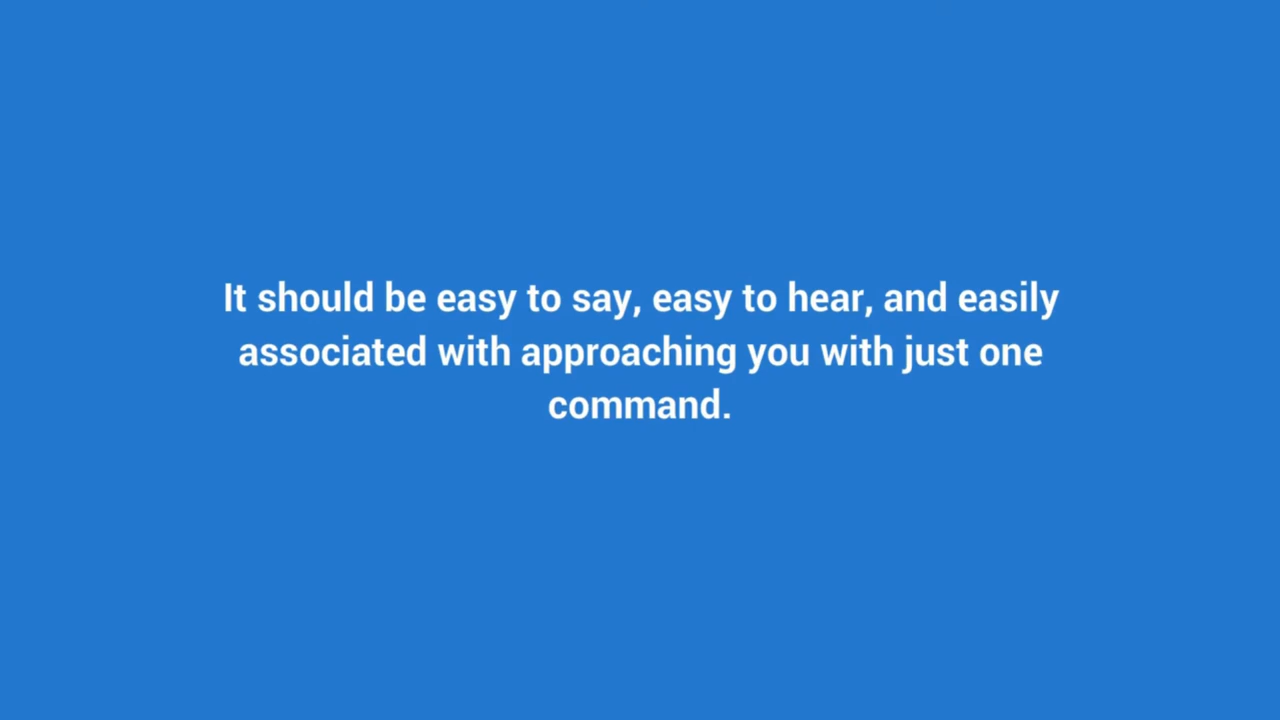 It should be easy to say, easy to hear, and easily
associated with approaching you with just one
command.